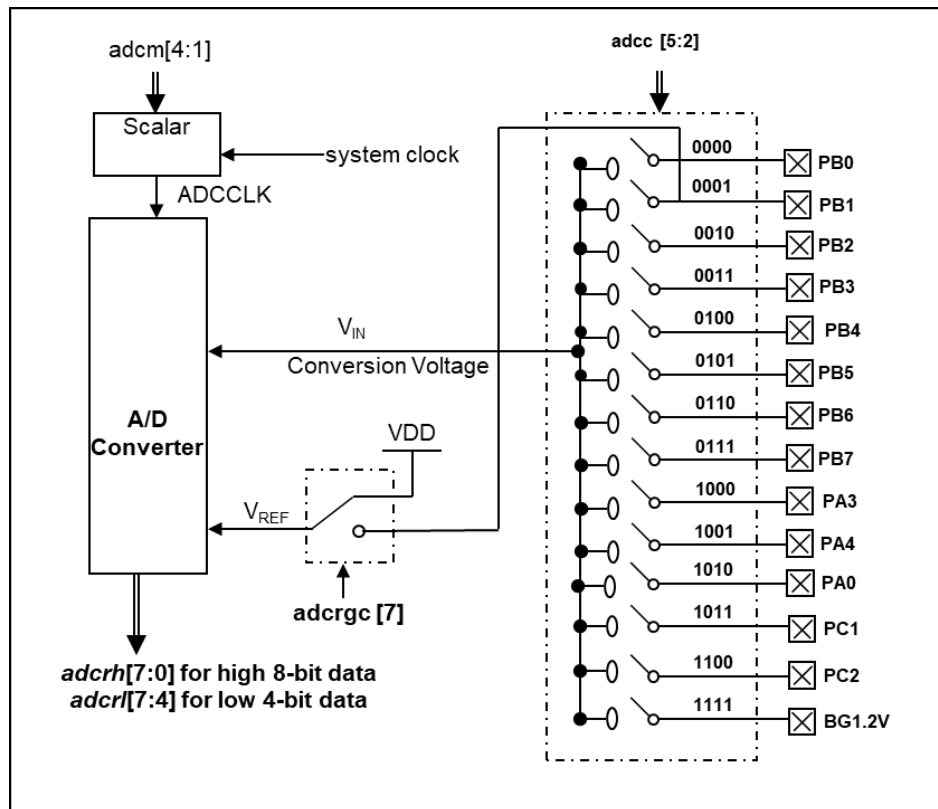 adcm[4:1]
adcc [5:2]
Scalar
system clock
ADCCLK
0000 PB0
0001 PB1
0010 PB2
0011 PB3
0100 PB4
0101 PB5
0110 PB6
0111 PB7
1000 PA3
1001 PA4
1010 PA0
1011 PC1
1100 PC2
1111 BG1.2V
VIN
Conversion Voltage
A/D
Converter
VDD
VREF
adcrgc [7]
adcrh[7:0] for high 8-bit data
adcrl[7:4] for low 4-bit data